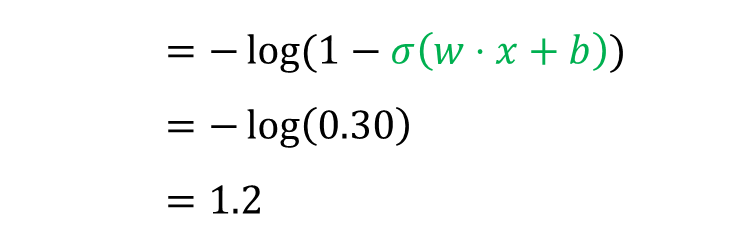 = − log(1 − σ(w · x + b))
= − log(0.30)
= 1.2